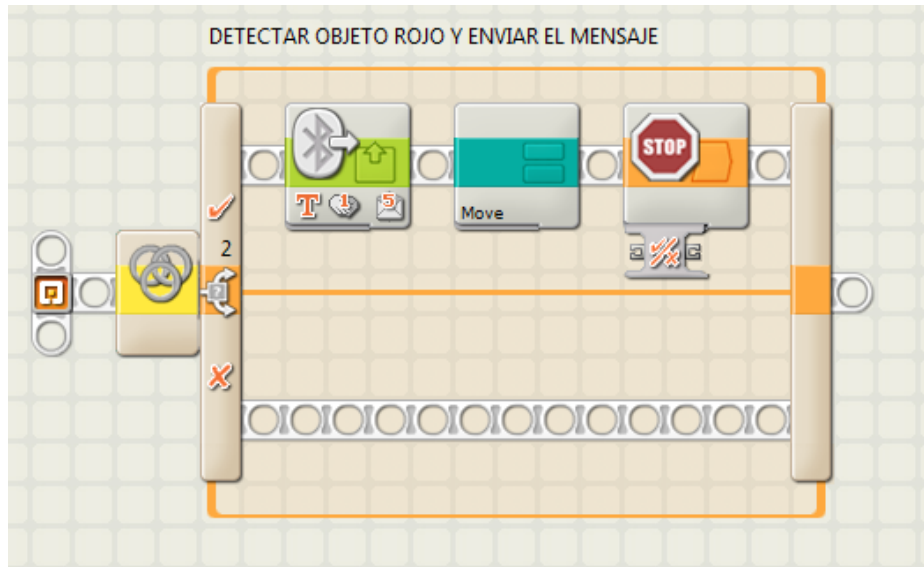 DETECTAR OBJETO ROJO Y ENVIAR EL MENSAJE
STOP
T 1 5
Move
2
?